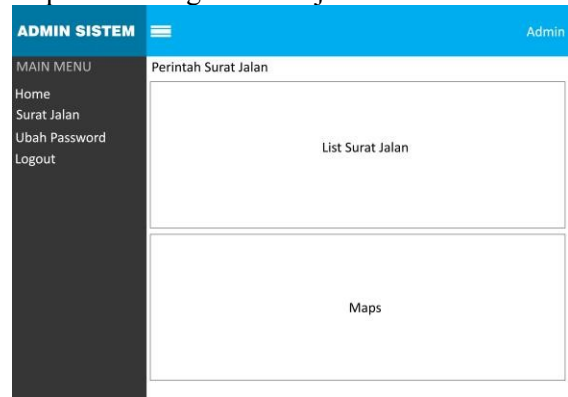 ADMIN SISTEM
Admin
MAIN MENU
Perintah Surat Jalan
Home
Surat Jalan
Ubah Password
Logout
List Surat Jalan
Maps